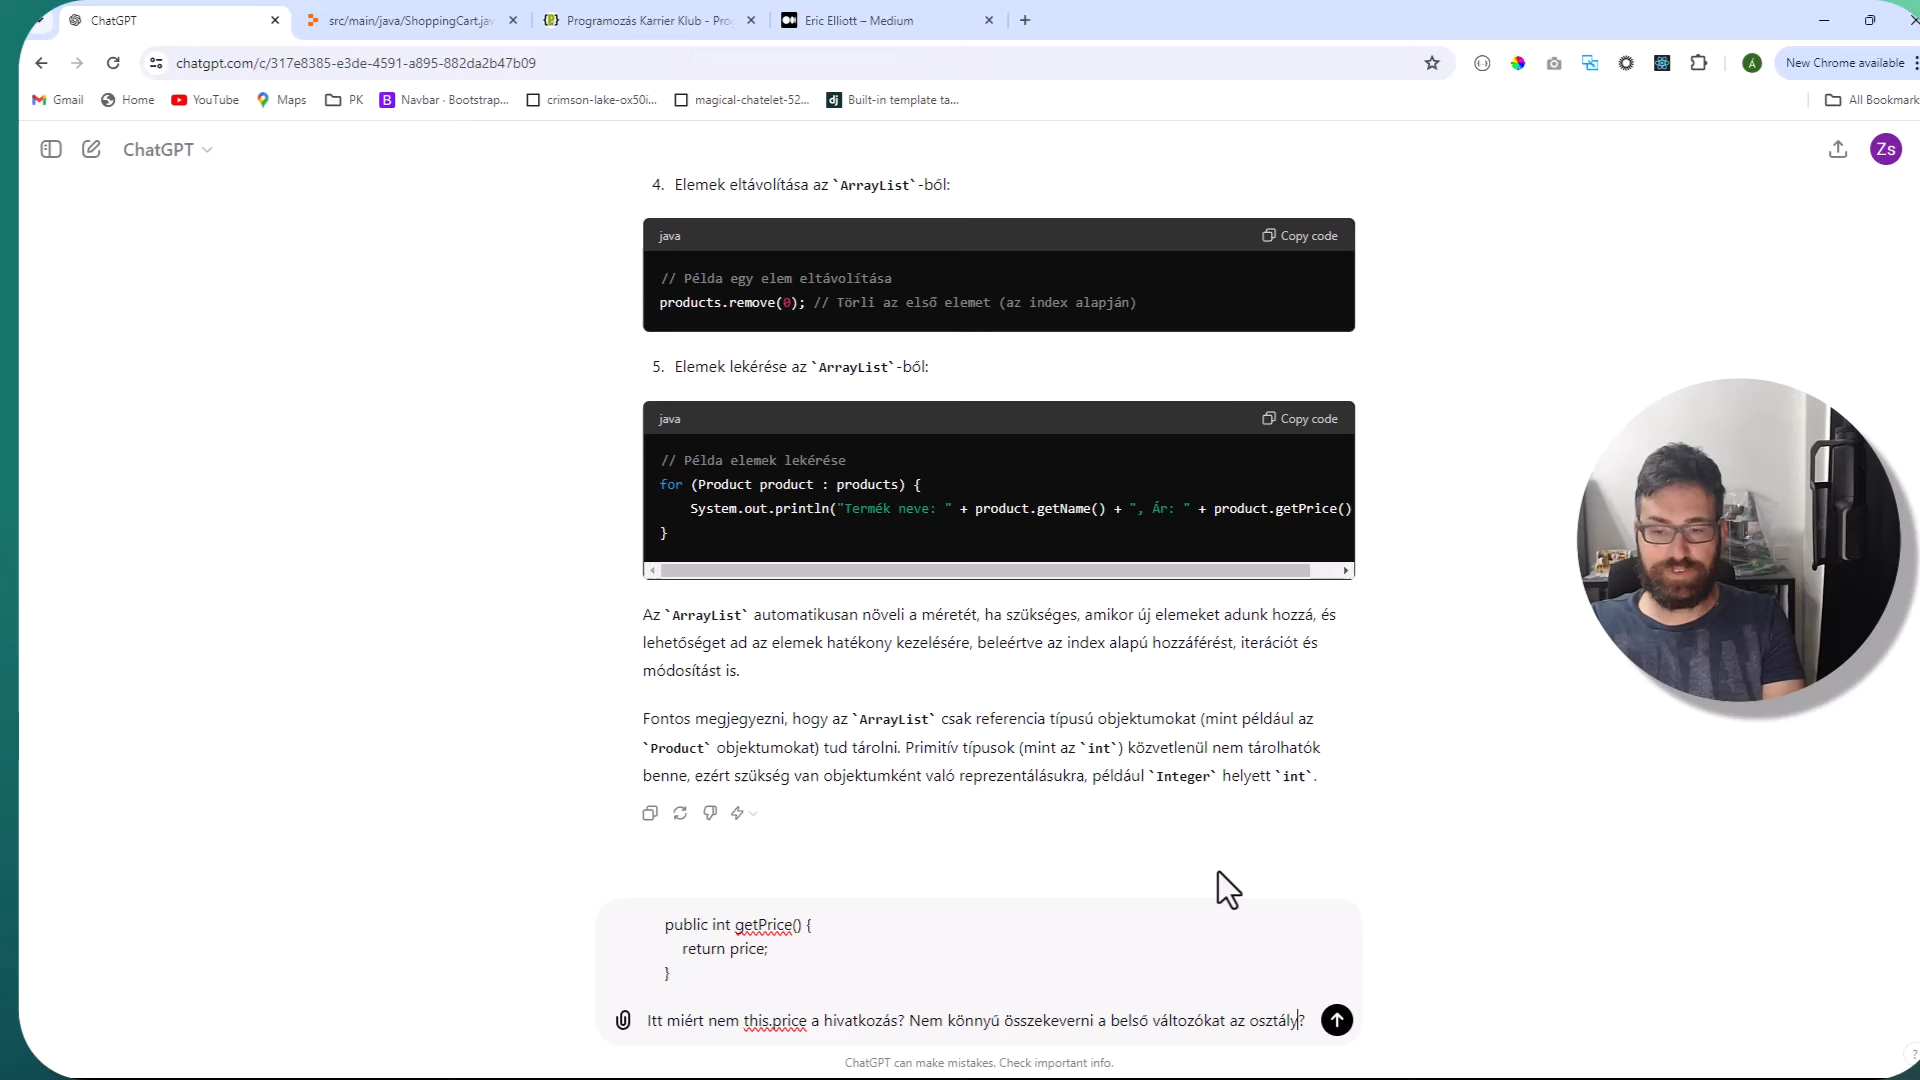 ChatGPT
src/main/java/ShoppingCart.jav
Programozás Karrier Klub - Pro
Eric Elliott – Medium
chatgpt.com/c/317e8385-e3de-4591-a895-882da2b47b09
New Chrome available
Gmail
Home
YouTube
Maps
PK
Navbar · Bootstrap...
crimson-lake-ox50i...
magical-chatelet-52...
Built-in template ta...
All Bookmark
ChatGPT
Zs
4. Elemek eltávolítása az `ArrayList`-ből:
java
Copy code
// Példa egy elem eltávolítása
products.remove(0); // Törli az első elemet (az index alapján)
5. Elemek lekérése az `ArrayList`-ből:
java
Copy code
// Példa elemek lekérése
for (Product product : products) {
System.out.println("Termék neve: " + product.getName() + ", Ár: " + product.getPrice()
}
Az `ArrayList` automatikusan növeli a méretét, ha szükséges, amikor új elemeket adunk hozzá, és
lehetőséget ad az elemek hatékony kezelésére, beleértve az index alapú hozzáférést, iterációt és
módosítást is.
Fontos megjegyezni, hogy az `ArrayList` csak referencia típusú objektumokat (mint például az
`Product` objektumokat) tud tárolni. Primitív típusok (mint az `int`) közvetlenül nem tárolhatók
benne, ezért szükség van objektumként való reprezentálásukra, például `Integer` helyett `int`.
public int getPrice() {
return price;
}
Itt miért nem this.price a hivatkozás? Nem könnyű összekeverni a belső változókat az osztály?
ChatGPT can make mistakes. Check important info.
?